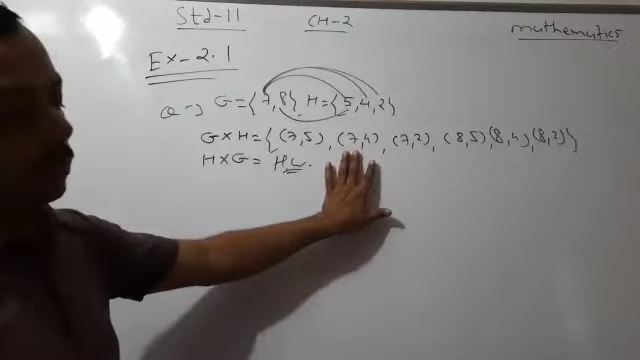 Std-11 CH-2 mathematics
Ex-2.1
Q→ G={7,8}, H={5,4,2}
G×H={(7,5), (7,4), (7,2), (8,5)(8,4),(8,2)}
H×G= HW.